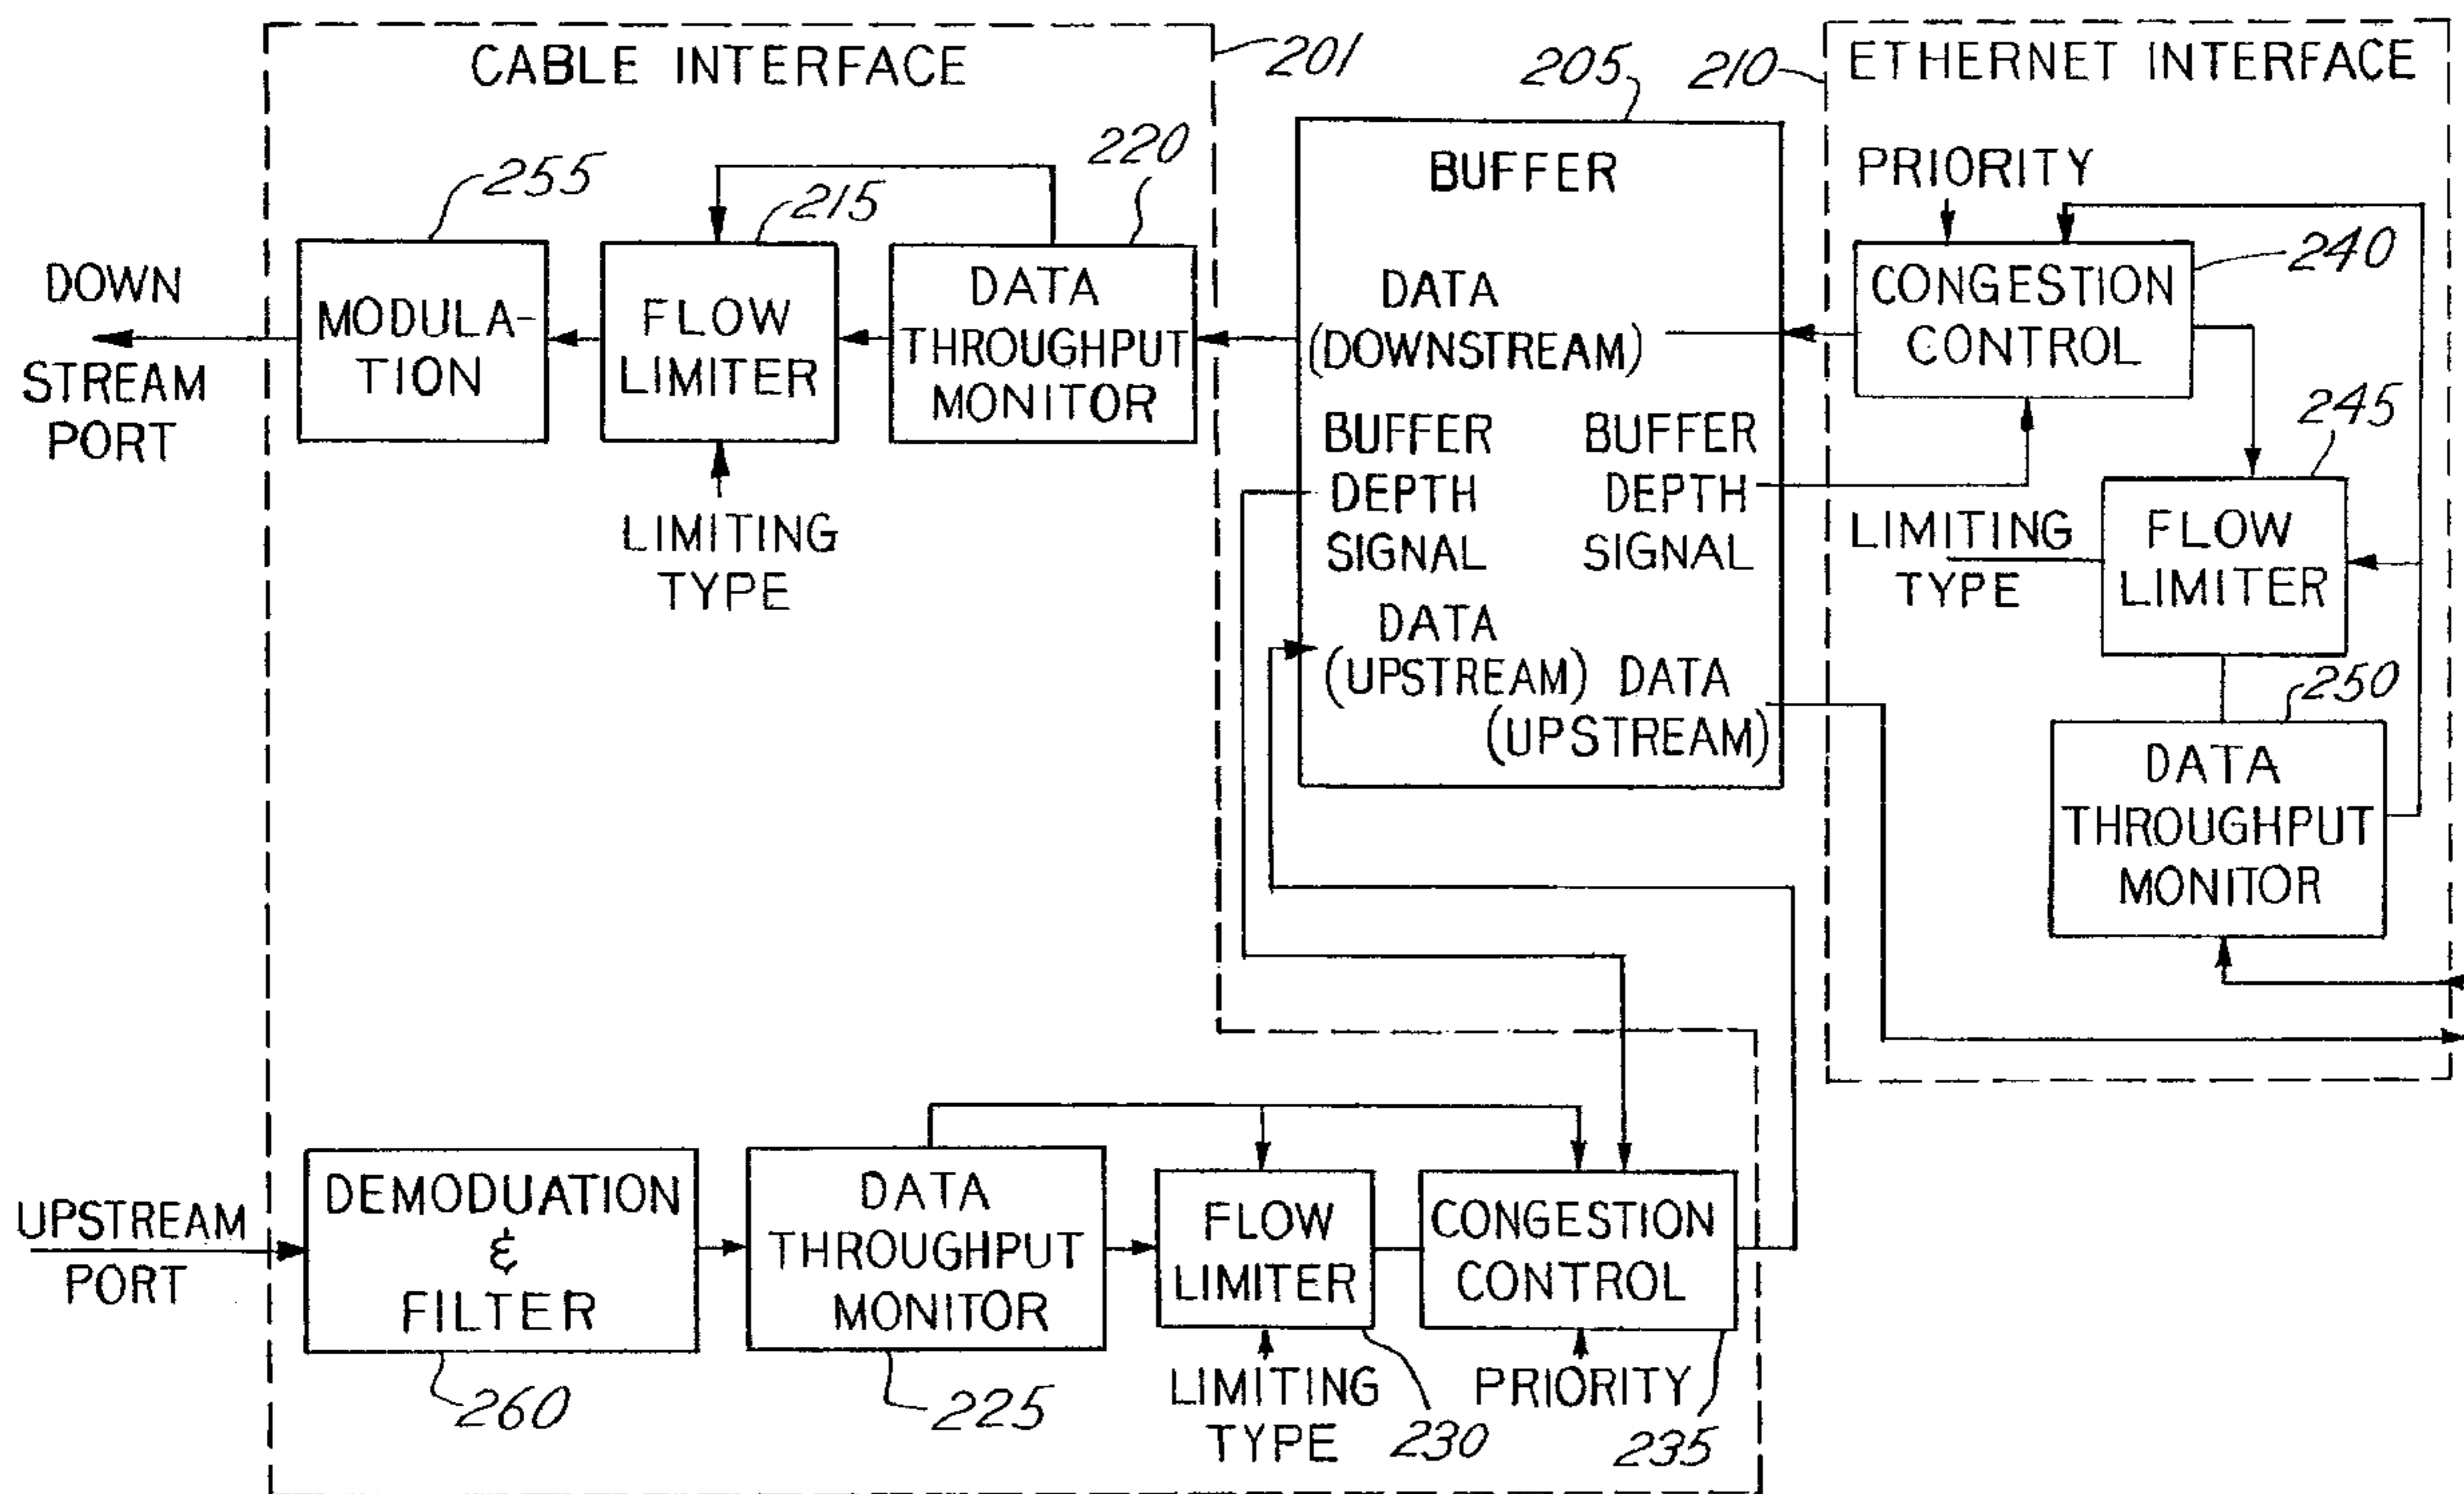 CABLE INTERFACE
201
205
210
ETHERNET INTERFACE
255
215
220
BUFFER
PRIORITY
240
DOWN
STREAM
PORT
MODULA-
TION
FLOW
LIMITER
DATA
THROUGHPUT
MONITOR
DATA
(DOWNSTREAM)
CONGESTION
CONTROL
LIMITING
TYPE
BUFFER
DEPTH
SIGNAL
BUFFER
DEPTH
SIGNAL
245
LIMITING
TYPE
FLOW
LIMITER
DATA
(UPSTREAM)
DATA
(UPSTREAM)
250
DATA
THROUGHPUT
MONITOR
UPSTREAM
PORT
DEMODUATION
&
FILTER
260
DATA
THROUGHPUT
MONITOR
225
FLOW
LIMITER
CONGESTION
CONTROL
LIMITING
TYPE
230
PRIORITY
235